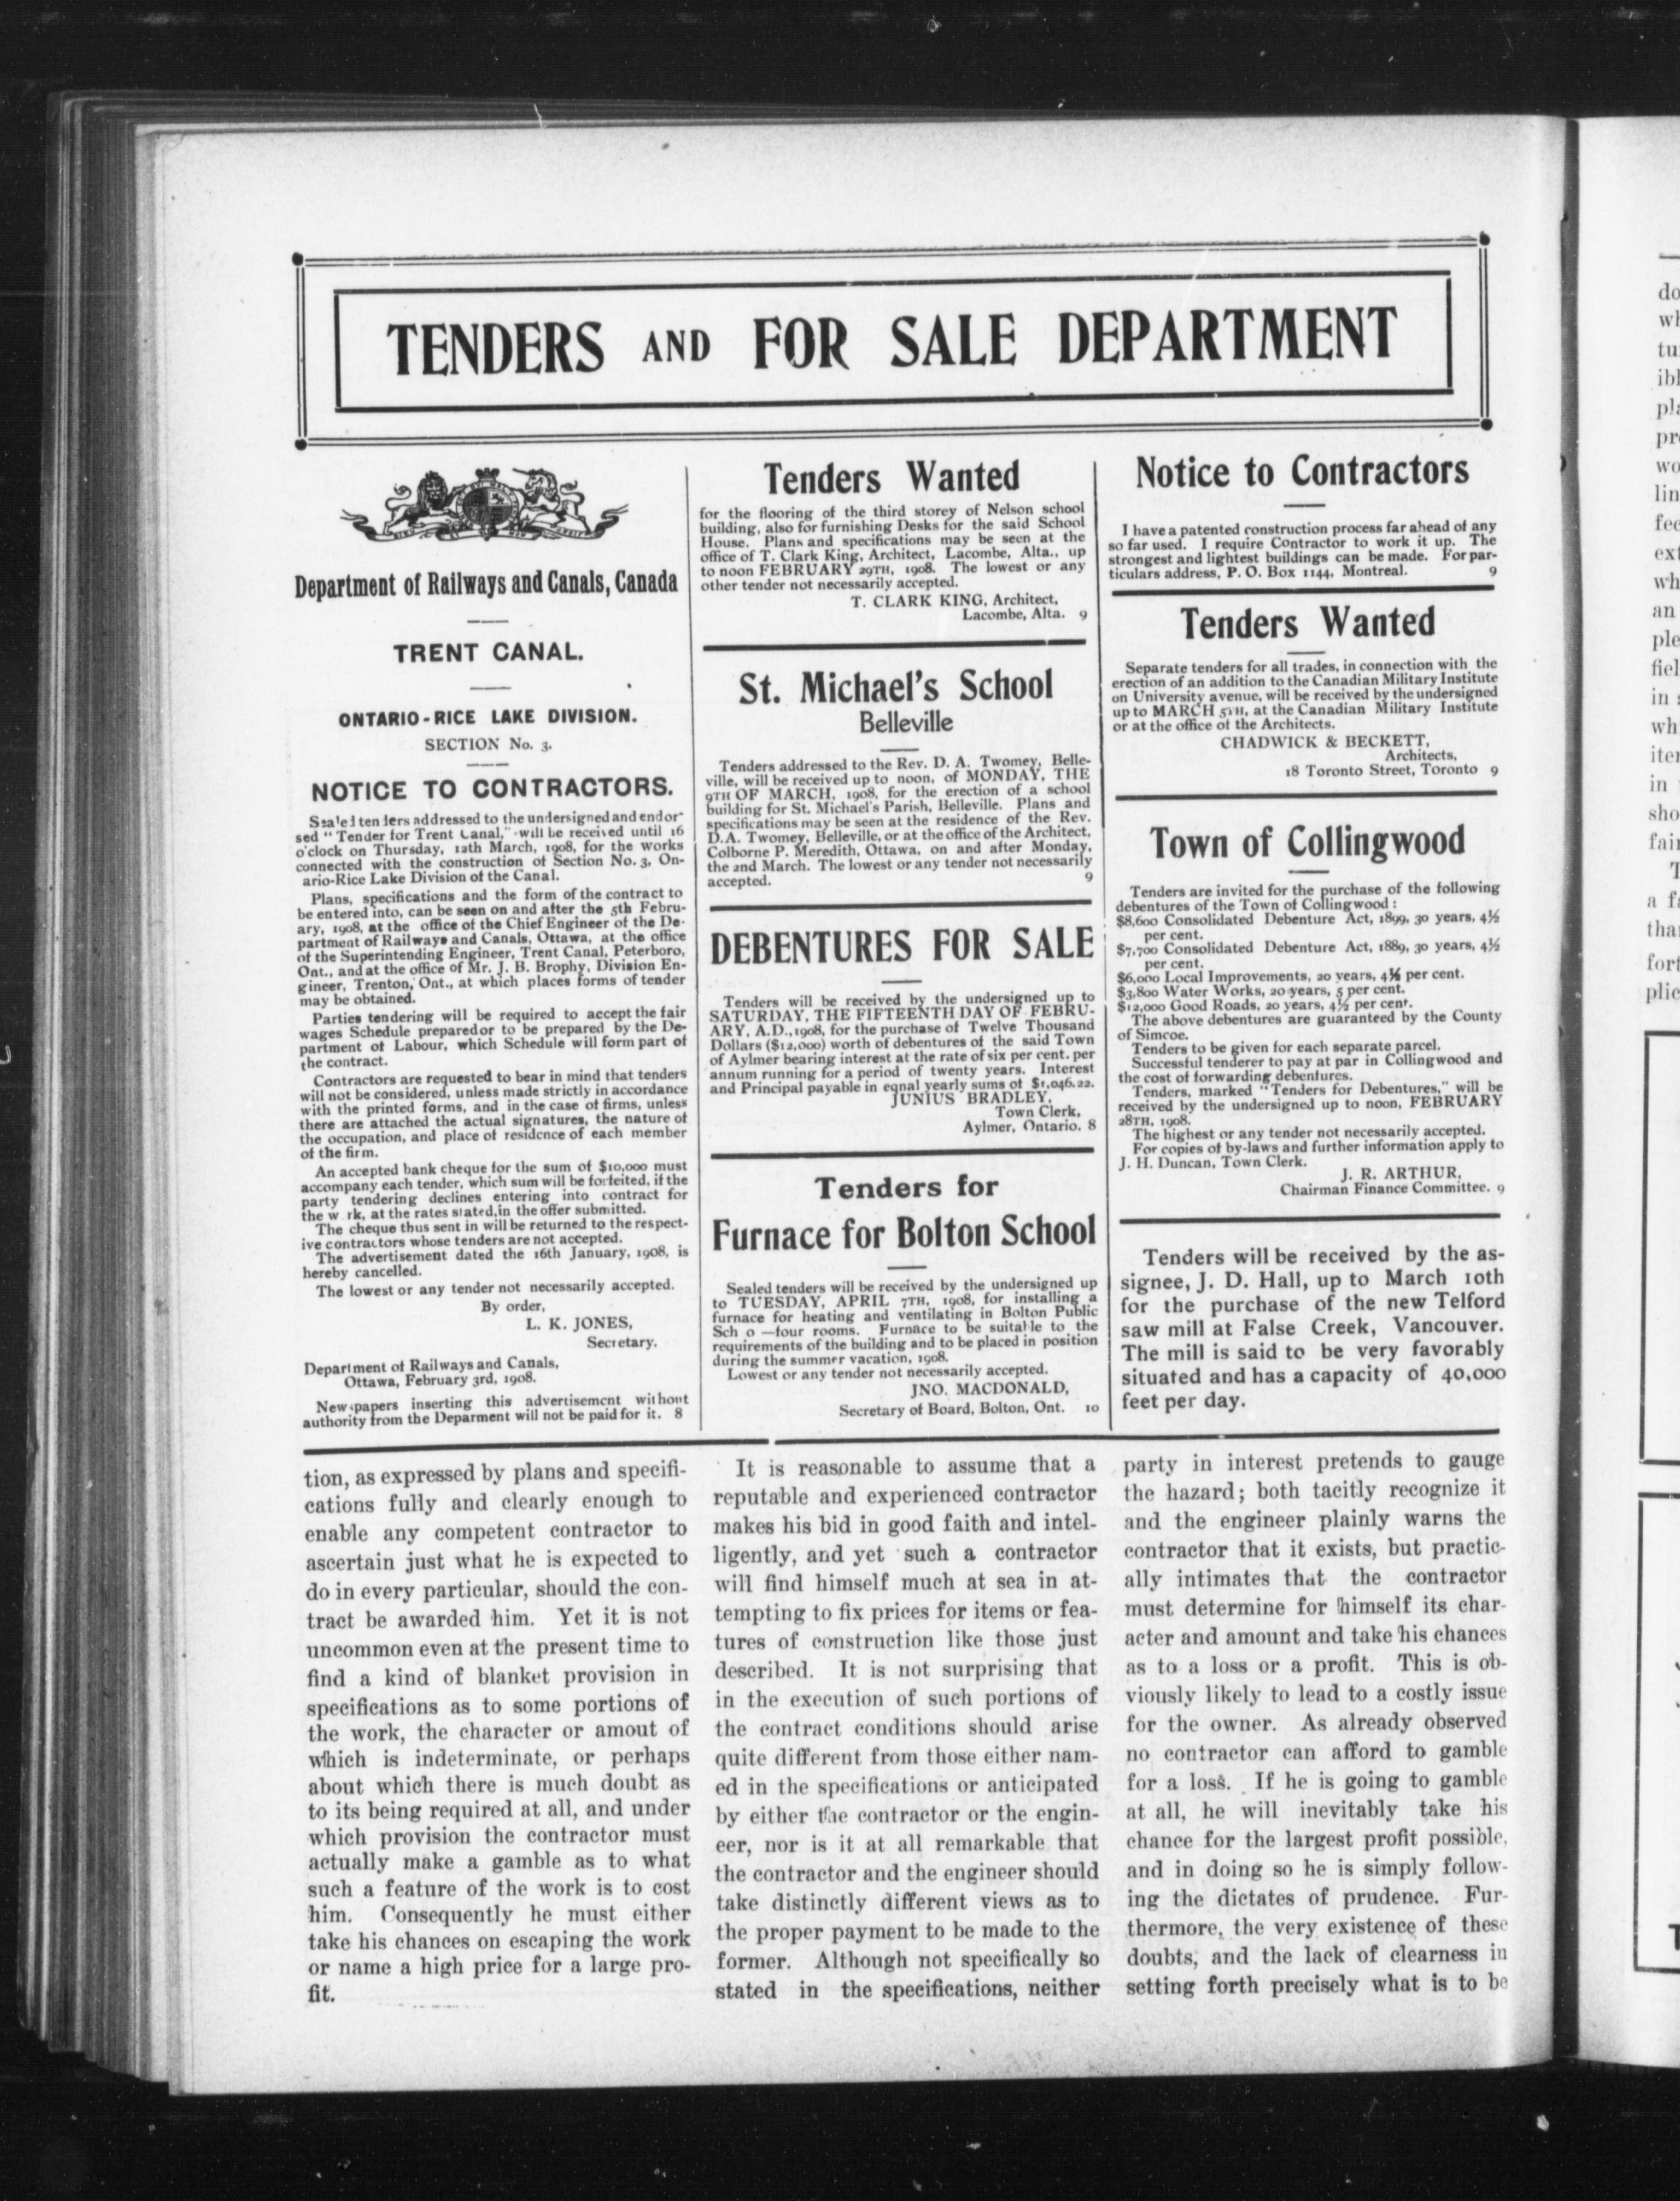 TENDERS AND FOR SALE DEPARTMENT
Department of Railways and Canals, Canada
TRENT CANAL.
ONTARIO-RICE LAKE DIVISION.
SECTION No. 3.
NOTICE TO CONTRACTORS.
Sealed tenders addressed to the undersigned and endor-
sed "Tender for Trent Canal," will be received until 16
o'clock on Thursday, 12th March, 1908, for the works
connected with the construction of Section No. 3, On-
ario-Rice Lake Division of the Canal.
Plans, specifications and the form of the contract to
be entered into, can be seen on and after the 5th Febru-
ary, 1908, at the office of the Chief Engineer of the De-
partment of Railways and Canals, Ottawa, at the office
of the Superintending Engineer, Trent Canal, Peterboro,
Ont., and at the office of Mr. J. B. Brophy, Division En-
gineer, Trenton, Ont., at which places forms of tender
may be obtained.
Parties tendering will be required to accept the fair
wages Schedule prepared or to be prepared by the De-
partment of Labour, which Schedule will form part of
the contract.
Contractors are requested to bear in mind that tenders
will not be considered, unless made strictly in accordance
with the printed forms, and in the case of firms, unless
there are attached the actual signatures, the nature of
the occupation, and place of residence of each member
of the firm.
An accepted bank cheque for the sum of $10,000 must
accompany each tender, which sum will be forfeited, if the
party tendering declines entering into contract for
the w rk, at the rates stated, in the offer submitted.
The cheque thus sent in will be returned to the respect-
ive contractors whose tenders are not accepted.
The advertisement dated the 16th January, 1908, is
hereby cancelled.
The lowest or any tender not necessarily accepted.
By order,
L. K. JONES,
Secretary.
Department of Railways and Canals,
Ottawa, February 3rd, 1908.
Newspapers inserting this advertisement without
authority from the Deparment will not be paid for it. 8
Tenders Wanted
for the flooring of the third storey of Nelson school
building, also for furnishing Desks for the said School
House. Plans and specifications may be seen at the
office of T. Clark King, Architect, Lacombe, Alta., up
to noon FEBRUARY 29TH, 1908. The lowest or any
other tender not necessarily accepted.
T. CLARK KING, Architect,
Lacombe, Alta. 9
St. Michael's School
Belleville
Tenders addressed to the Rev. D. A. Twomey, Belle-
ville, will be received up to noon, of MONDAY, THE
9TH OF MARCH, 1908, for the erection of a school
building for St. Michael's Parish, Belleville. Plans and
specifications may be seen at the residence of the Rev.
D.A. Twomey, Belleville, or at the office of the Architect,
Colborne P. Meredith, Ottawa, on and after Monday,
the 2nd March. The lowest or any tender not necessarily
accepted. 9
DEBENTURES FOR SALE
Tenders will be received by the undersigned up to
SATURDAY, THE FIFTEENTH DAY OF FEBRU-
ARY, A.D., 1908, for the purchase of Twelve Thousand
Dollars ($12,000) worth of debentures of the said Town
of Aylmer bearing interest at the rate of six per cent. per
annum running for a period of twenty years. Interest
and Principal payable in eqnal yearly sums of $1,046.22.
JUNIUS BRADLEY,
Town Clerk,
Aylmer, Ontario. 8
Tenders for
Furnace for Bolton School
Sealed tenders will be received by the undersigned up
to TUESDAY, APRIL 7TH, 1908, for installing a
furnace for heating and ventilating in Bolton Public
Sch o —four rooms. Furnace to be suitable to the
requirements of the building and to be placed in position
during the summer vacation, 1908.
Lowest or any tender not necessarily accepted.
JNO. MACDONALD,
Secretary of Board, Bolton, Ont. 10
Notice to Contractors
I have a patented construction process far ahead of any
so far used. I require Contractor to work it up. The
strongest and lightest buildings can be made. For par-
ticulars address, P. O. Box 1144, Montreal. 9
Tenders Wanted
Separate tenders for all trades, in connection with the
erection of an addition to the Canadian Military Institute
on University avenue, will be received by the undersigned
up to MARCH 5TH, at the Canadian Military Institute
or at the office of the Architects.
CHADWICK & BECKETT,
Architects,
18 Toronto Street, Toronto 9
Town of Collingwood
Tenders are invited for the purchase of the following
debentures of the Town of Collingwood :
$8,600 Consolidated Debenture Act, 1899, 30 years, 4½
per cent.
$7,700 Consolidated Debenture Act, 1889, 30 years, 4½
per cent.
$6,000 Local Improvements, 20 years, 4½ per cent.
$3,800 Water Works, 20 years, 5 per cent.
$12,000 Good Roads, 20 years, 4½ per cent.
The above debentures are guaranteed by the County
of Simcoe.
Tenders to be given for each separate parcel.
Successful tenderer to pay at par in Collingwood and
the cost of forwarding debentures.
Tenders, marked "Tenders for Debentures," will be
received by the undersigned up to noon, FEBRUARY
28TH, 1908.
The highest or any tender not necessarily accepted.
For copies of by-laws and further information apply to
J. H. Duncan, Town Clerk.
J. R. ARTHUR,
Chairman Finance Committee. 9
Tenders will be received by the as-
signee, J. D. Hall, up to March 10th
for the purchase of the new Telford
saw mill at False Creek, Vancouver.
The mill is said to be very favorably
situated and has a capacity of 40,000
feet per day.
tion, as expressed by plans and specifi-
cations fully and clearly enough to
enable any competent contractor to
ascertain just what he is expected to
do in every particular, should the con-
tract be awarded him. Yet it is not
uncommon even at the present time to
find a kind of blanket provision in
specifications as to some portions of
the work, the character or amout of
which is indeterminate, or perhaps
about which there is much doubt as
to its being required at all, and under
which provision the contractor must
actually make a gamble as to what
such a feature of the work is to cost
him. Consequently he must either
take his chances on escaping the work
or name a high price for a large pro-
fit.
It is reasonable to assume that a
reputable and experienced contractor
makes his bid in good faith and intel-
ligently, and yet such a contractor
will find himself much at sea in at-
tempting to fix prices for items or fea-
tures of construction like those just
described. It is not surprising that
in the execution of such portions of
the contract conditions should arise
quite different from those either nam-
ed in the specifications or anticipated
by either the contractor or the engin-
eer, nor is it at all remarkable that
the contractor and the engineer should
take distinctly different views as to
the proper payment to be made to the
former. Although not specifically so
stated in the specifications, neither
party in interest pretends to gauge
the hazard; both tacitly recognize it
and the engineer plainly warns the
contractor that it exists, but practic-
ally intimates that the contractor
must determine for himself its char-
acter and amount and take his chances
as to a loss or a profit. This is ob-
viously likely to lead to a costly issue
for the owner. As already observed
no contractor can afford to gamble
for a loss. If he is going to gamble
at all, he will inevitably take his
chance for the largest profit possible,
and in doing so he is simply follow-
ing the dictates of prudence. Fur-
thermore, the very existence of these
doubts, and the lack of clearness in
setting forth precisely what is to be